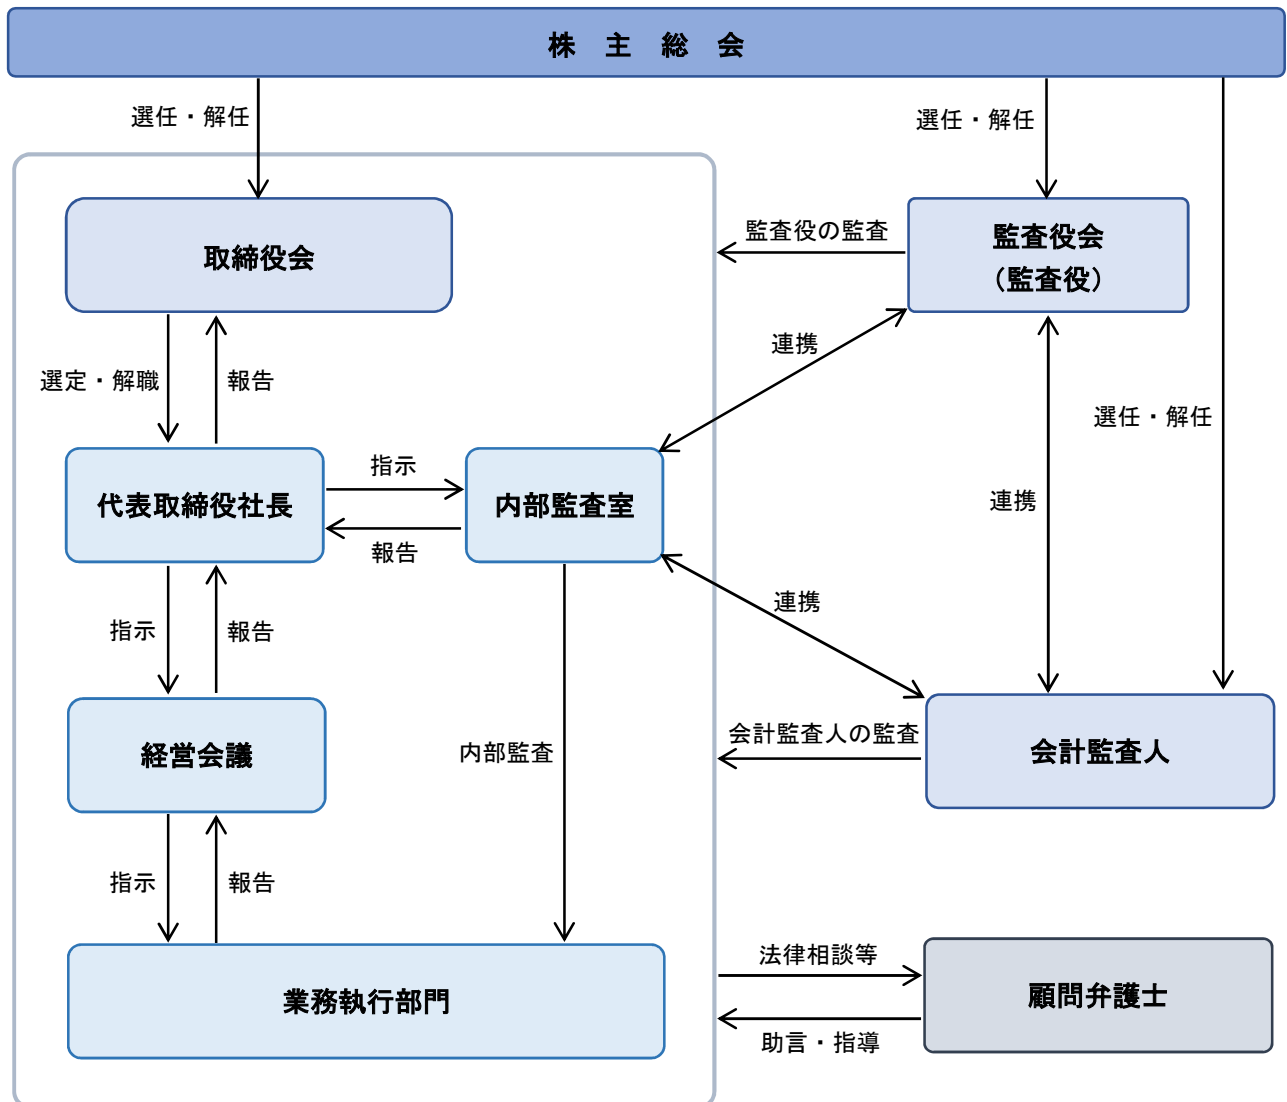 株 主 総 会
選任・解任
選任・解任
取締役会
監査役の監査
監査役会
(監査役)
連携
選定・解職
報告
選任・解任
代表取締役社長
指示
報告
内部監査室
連携
連携
指示
報告
経営会議
内部監査
会計監査人の監査
会計監査人
指示
報告
業務執行部門
法律相談等
助言・指導
顧問弁護士